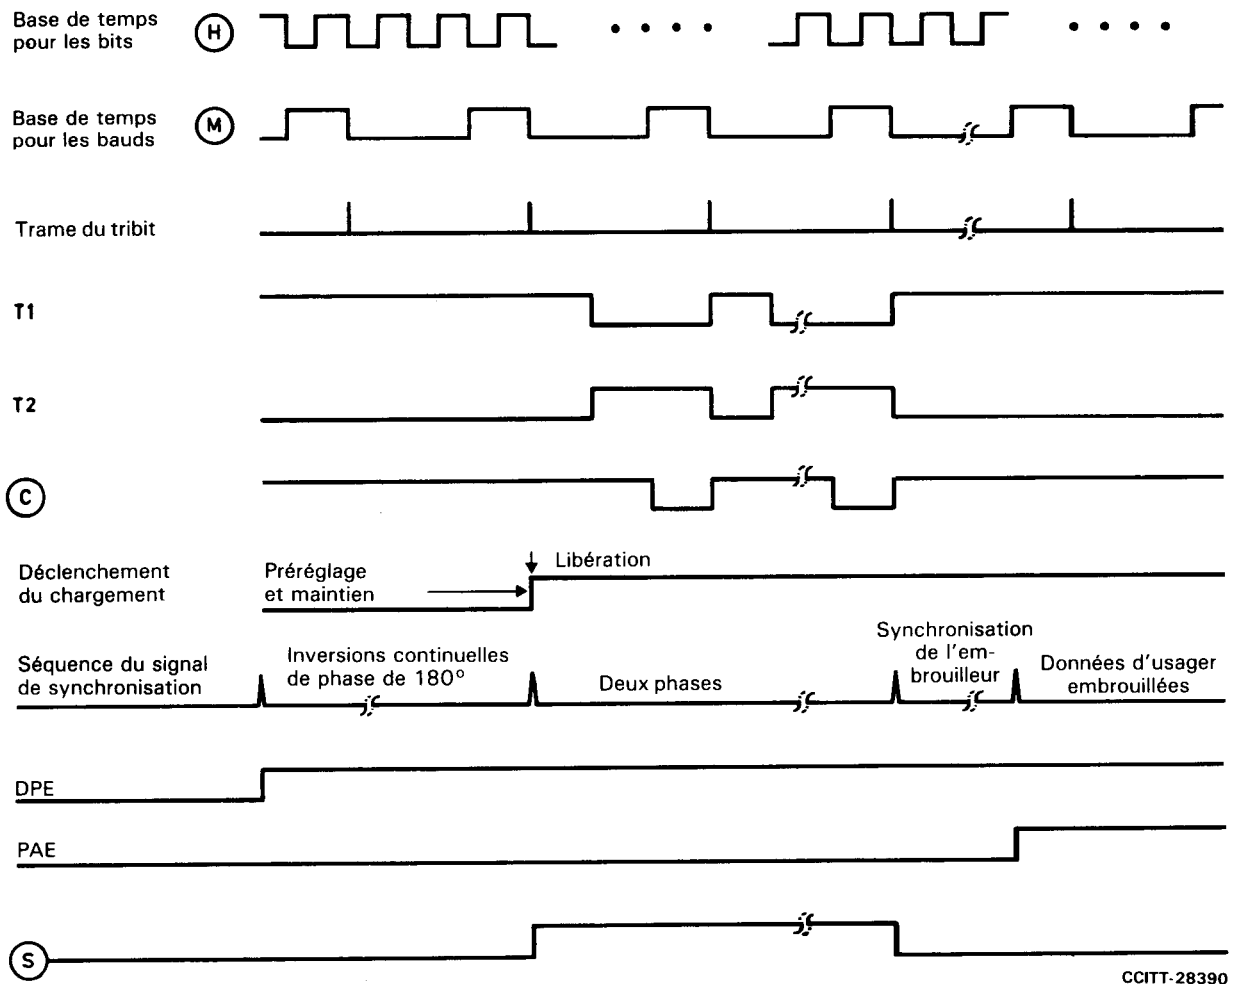 Base de temps
pour les bits
H
Base de temps
pour les bauds
M
Trame du tribit
T1
T2
C
Déclenchement
du chargement
Préréglage
et maintien
Libération
Séquence du signal
de synchronisation
Inversions continuelles
de phase de 180°
Deux phases
Synchronisation
de l'em-
brouilleur
Données d'usager
embrouillées
DPE
PAE
S
CCITT-28390